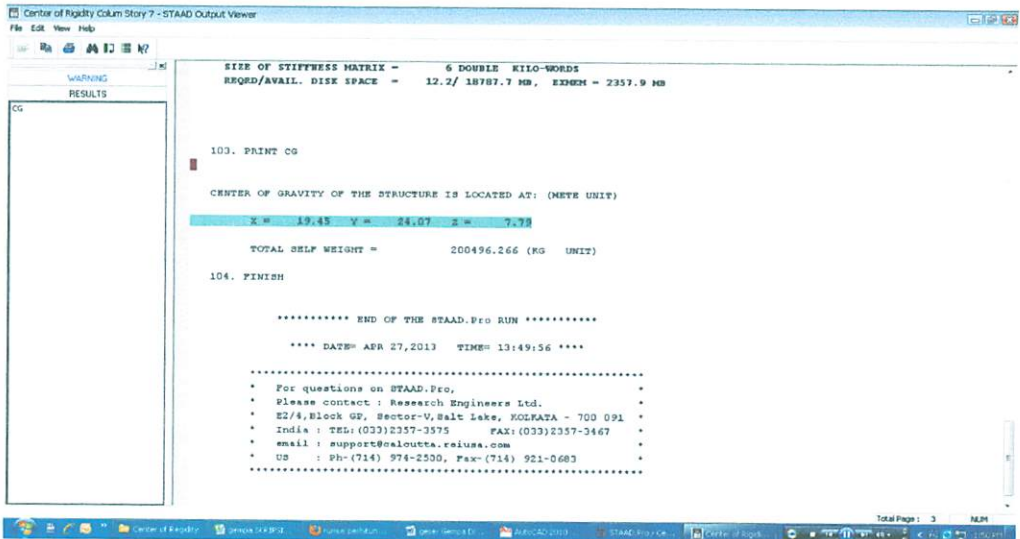 Center of Rigidity Colum Story 7 - STAAD Output Viewer
File Edit View Help
WARNING
RESULTS
CG
SIZE OF STIFFNESS MATRIX = 6 DOUBLE KILO-WORDS
REQRD/AVAIL. DISK SPACE = 12.2/ 18787.7 MB, EXMEM = 2357.9 MB
103. PRINT CG
CENTER OF GRAVITY OF THE STRUCTURE IS LOCATED AT: (METE UNIT)
X = 19.45 Y = 24.07 Z = 7.79
TOTAL SELF WEIGHT = 200496.266 (KG UNIT)
104. FINISH
*********** END OF THE STAAD.Pro RUN ***********
**** DATE= APR 27,2013 TIME= 13:49:56 ****
************************************************************
* For questions on STAAD.Pro, *
* Please contact : Research Engineers Ltd. *
* E2/4,Block GP, Sector-V,Salt Lake, KOLKATA - 700 091 *
* India : TEL:(033)2357-3575 FAX:(033)2357-3467 *
* email : support@calcutta.reiusa.com *
* US : Ph-(714) 974-2500, Fax-(714) 921-0683 *
************************************************************
Total Page : 3 NUM
Center of Rigidity
AutoCAD 2010
STAAD.Pro
Center of Rigidi...